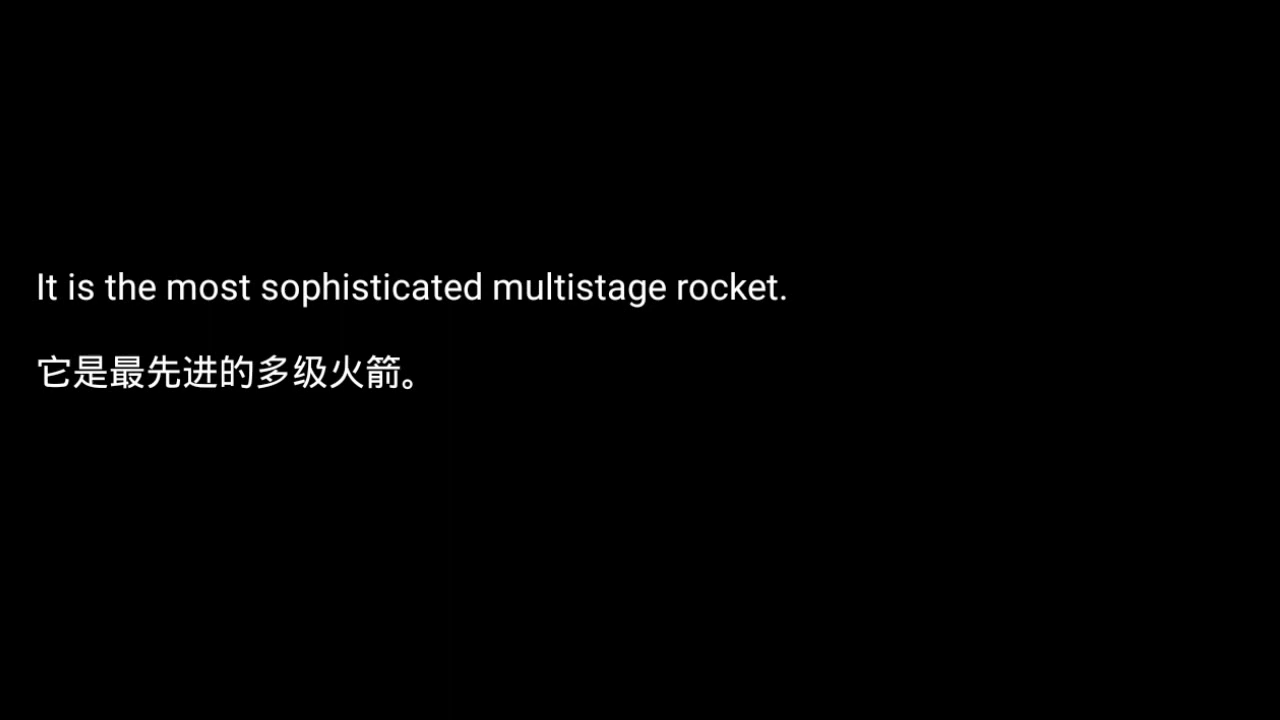 It is the most sophisticated multistage rocket.
它是最先进的多级火箭。